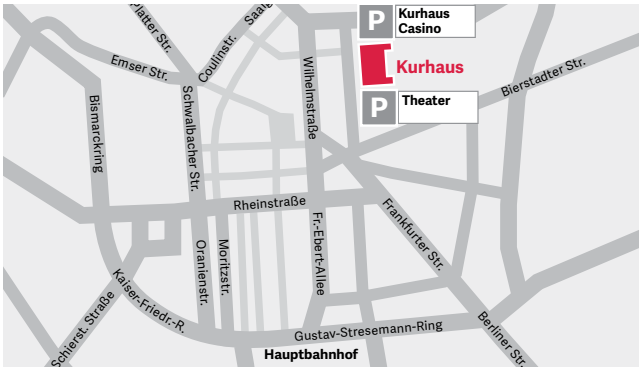 Platter Str.
Saalg
P
Kurhaus
Casino
Emser Str.
Coulinstr.
Wilhelmstraße
Kurhaus
Bierstadter Str.
Bismarckring
Schwalbacher Str.
P
Theater
Rheinstraße
Frankfurter Str.
Oranienstr.
Moritzstr.
Fr.-Ebert-Allee
Schierst. Straße
Kaiser-Friedr.-R.
Gustav-Stresemann-Ring
Berliner Str.
Hauptbahnhof